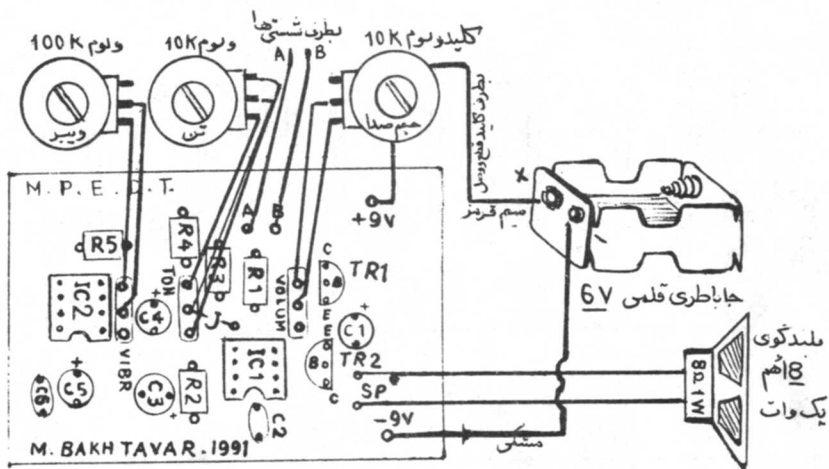 ولوم 100K
ولوم 10K
بطرف شستی‌ها
کلید ولوم 10K
A B
ویبر
تن
حجم صدا
بطرف کلید قطع و وصل
M.P.E.D.T.
+9V
A
B
سیم قرمز
x
R5
R4
R3
R1
TON
VOLUM
C
B
E
TR1
IC2
C4
VIBR
J
C1
+
E
B
C
TR2
IC1
جاباطری قلمی 6V
بلندگوی
8 اهم
یک وات
8Ω 1W
SP
C6
C5
+
C3
+
R2
C2
-9V
مشکی
M. BAKHTAVAR.1991